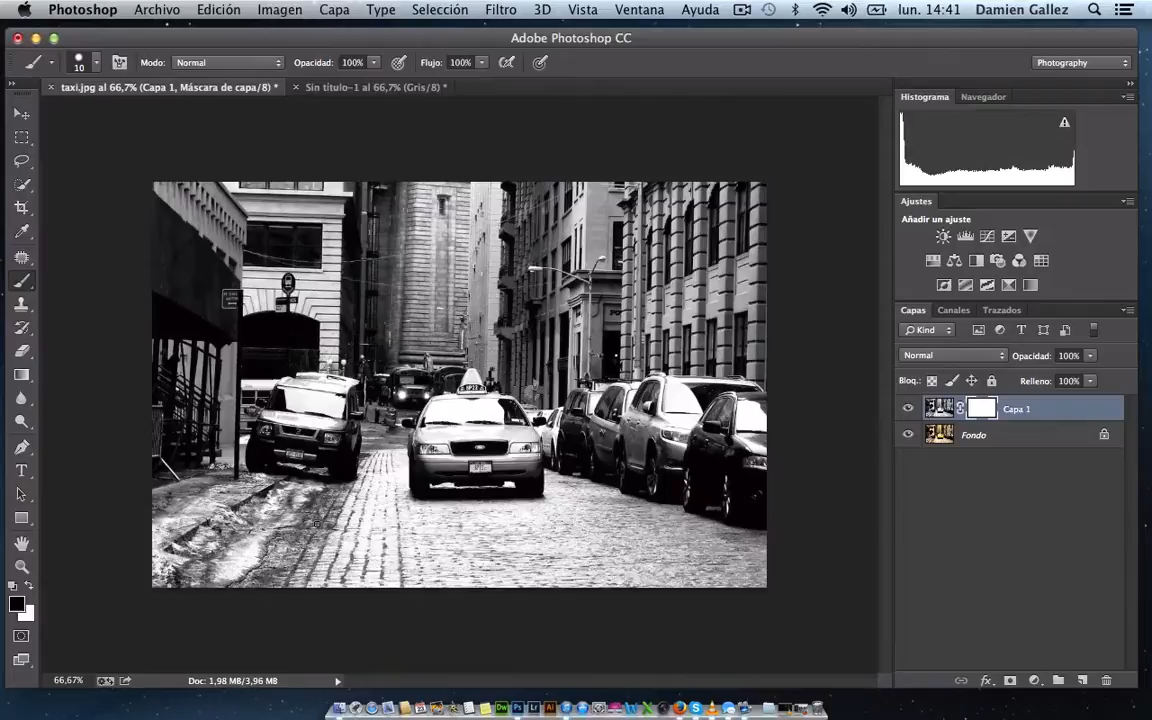 Photoshop Archivo Edición Imagen Capa Type Selección Filtro 3D Vista Ventana Ayuda lun. 14:41 Damien Gallez
Adobe Photoshop CC
10 Modo: Normal Opacidad: 100% Flujo: 100% Photography
taxi.jpg al 66,7% (Capa 1, Máscara de capa/8) * Sin título-1 al 66,7% (Gris/8) *
Histograma Navegador
Ajustes
Añadir un ajuste
Capas Canales Trazados
Kind
Normal Opacidad: 100%
Bloq.: Relleno: 100%
Capa 1
Fondo
66,67% Doc: 1,98 MB/3,96 MB